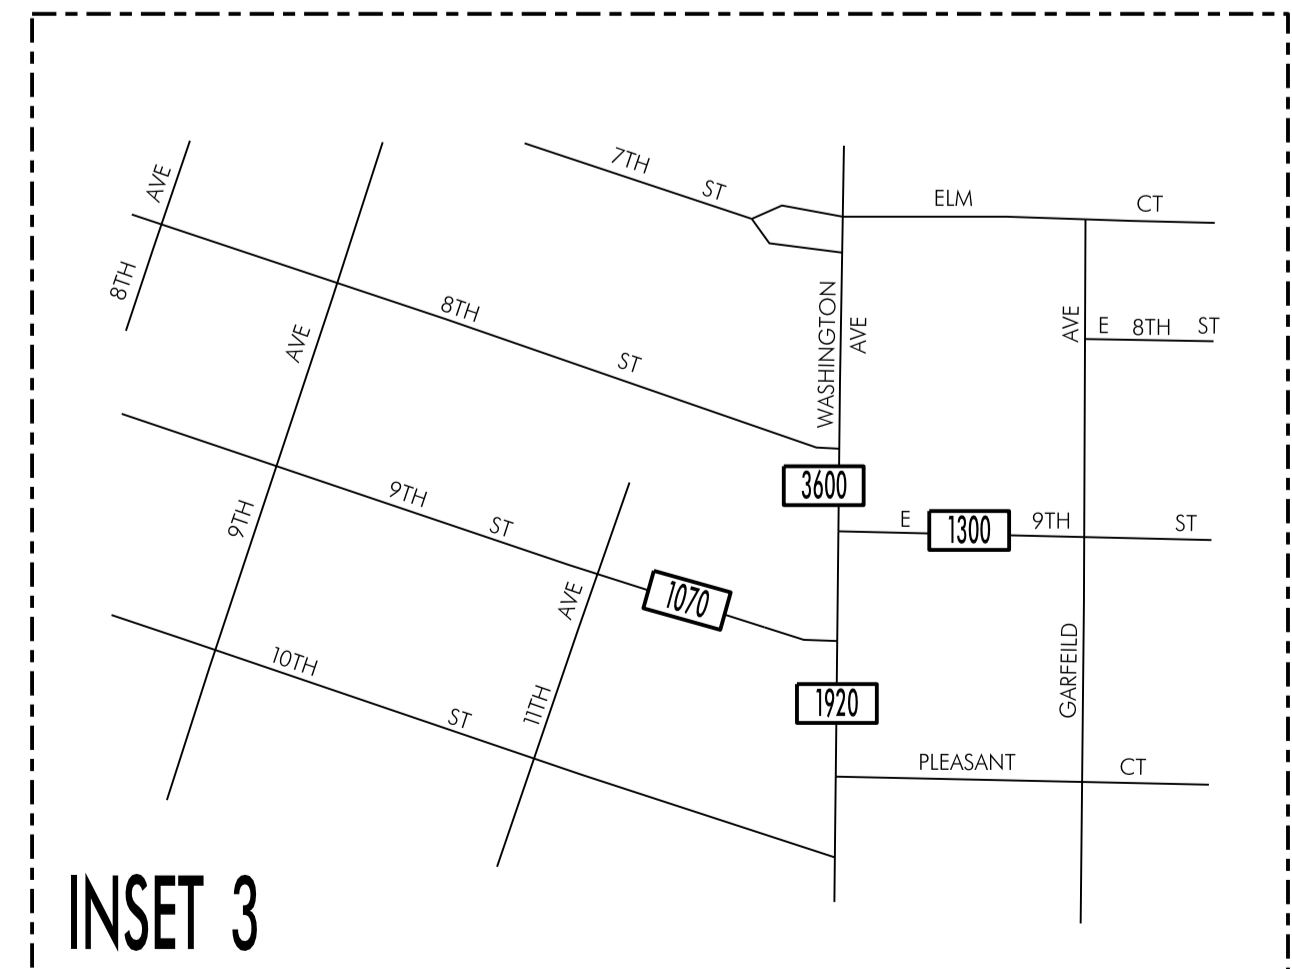 7TH ST
AVE
8TH
ELM CT
8TH ST
WASHINGTON
AVE
AVE
E 8TH ST
AVE
9TH
3600
9TH ST
E 1300 9TH ST
AVE
11TH
1070
GARFEILD
10TH ST
1920
PLEASANT CT
INSET 3